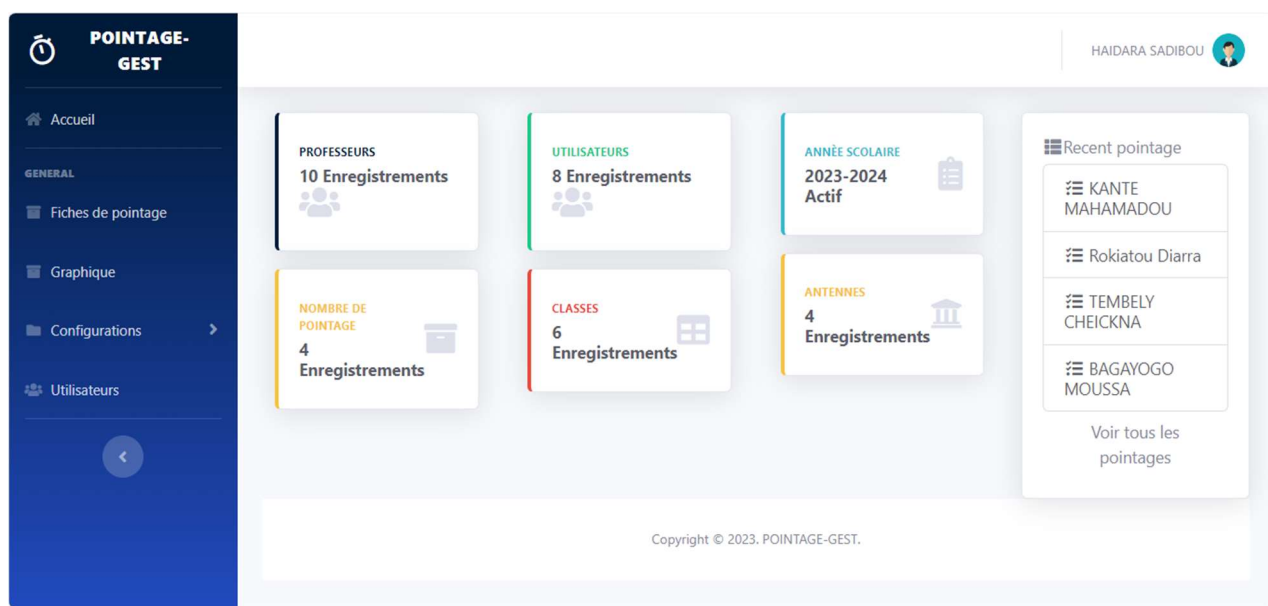 POINTAGE-
GEST
HAIDARA SADIBOU
Accueil
GENERAL
Fiches de pointage
Graphique
Configurations
Utilisateurs
PROFESSEURS
10 Enregistrements
UTILISATEURS
8 Enregistrements
ANNÈE SCOLAIRE
2023-2024
Actif
NOMBRE DE
POINTAGE
4
Enregistrements
CLASSES
6
Enregistrements
ANTENNES
4
Enregistrements
Recent pointage
KANTE
MAHAMADOU
Rokiatou Diarra
TEMBELY
CHEICKNA
BAGAYOGO
MOUSSA
Voir tous les
pointages
Copyright © 2023. POINTAGE-GEST.